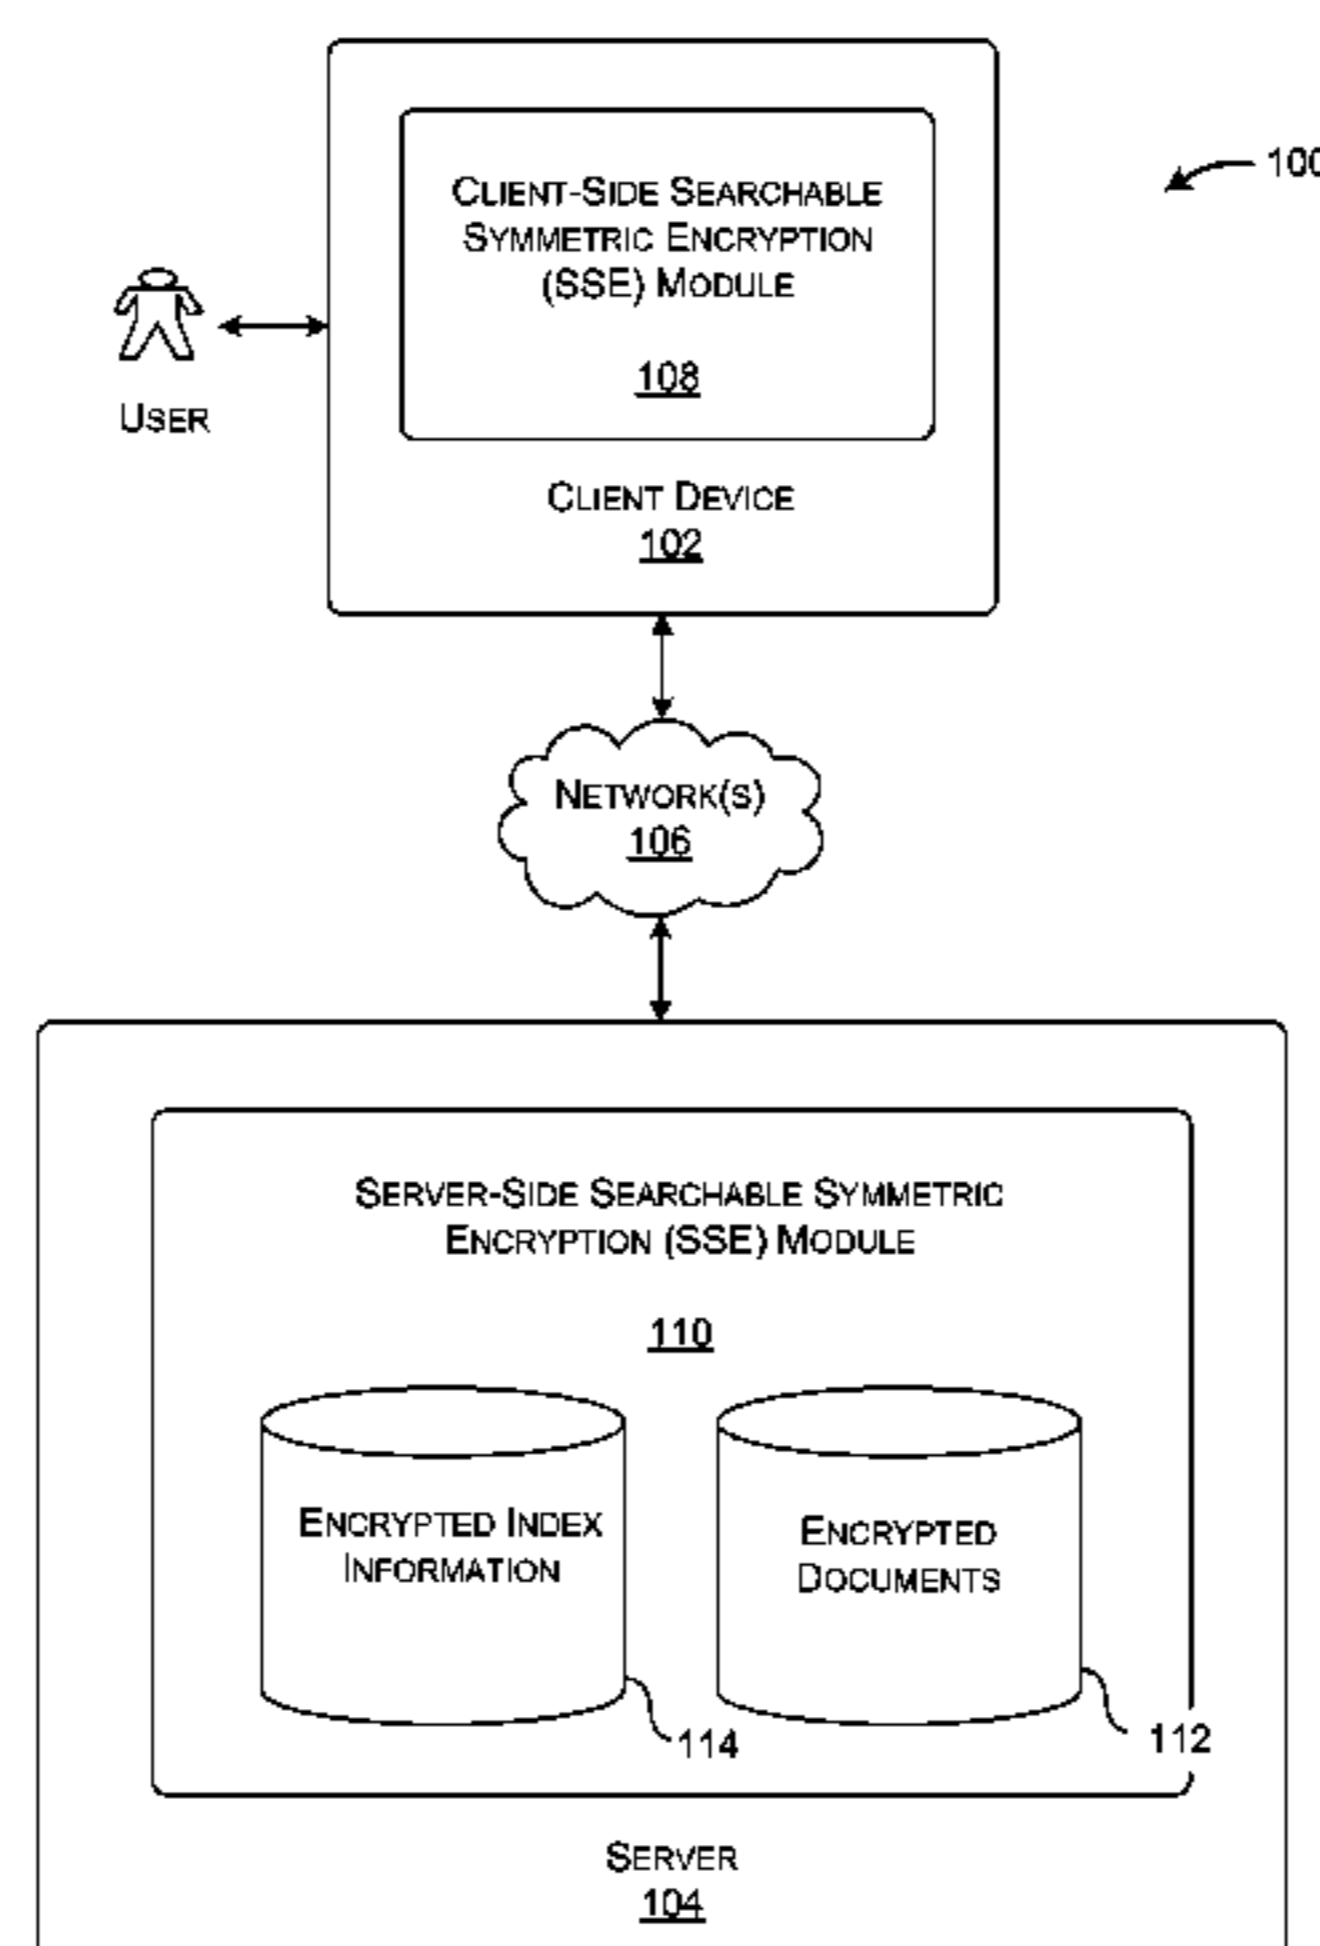 CLIENT-SIDE SEARCHABLE
SYMMETRIC ENCRYPTION
(SSE) MODULE
108
100
USER
CLIENT DEVICE
102
NETWORK(S)
106
SERVER-SIDE SEARCHABLE SYMMETRIC
ENCRYPTION (SSE) MODULE
110
ENCRYPTED INDEX
INFORMATION
114
ENCRYPTED
DOCUMENTS
112
SERVER
104